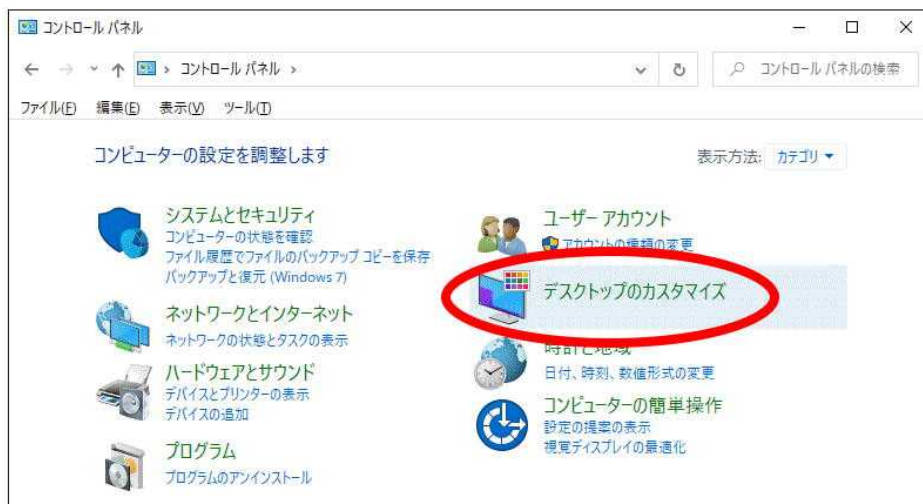 コントロール パネル
コントロール パネル
コントロール パネルの検索
ファイル(F) 編集(E) 表示(V) ツール(T)
コンピューターの設定を調整します
表示方法: カテゴリ
システムとセキュリティ
コンピューターの状態を確認
ファイル履歴でファイルのバックアップ コピーを保存
バックアップと復元 (Windows 7)
ネットワークとインターネット
ネットワークの状態とタスクの表示
ハードウェアとサウンド
デバイスとプリンターの表示
デバイスの追加
プログラム
プログラムのアンインストール
ユーザー アカウント
アカウントの種類の変更
デスクトップのカスタマイズ
時計と地域
日付、時刻、数値形式の変更
コンピューターの簡単操作
設定の提案の表示
視覚ディスプレイの最適化